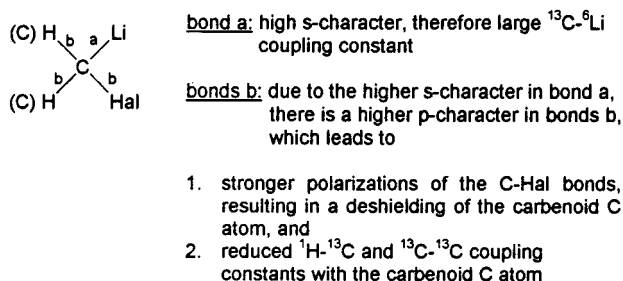 (C) H b a Li
C
b b
(C) H Hal
bond a: high s-character, therefore large ¹³C-⁶Li
coupling constant
bonds b: due to the higher s-character in bond a,
there is a higher p-character in bonds b,
which leads to
1. stronger polarizations of the C-Hal bonds,
resulting in a deshielding of the carbenoid C
atom, and
2. reduced ¹H-¹³C and ¹³C-¹³C coupling
constants with the carbenoid C atom